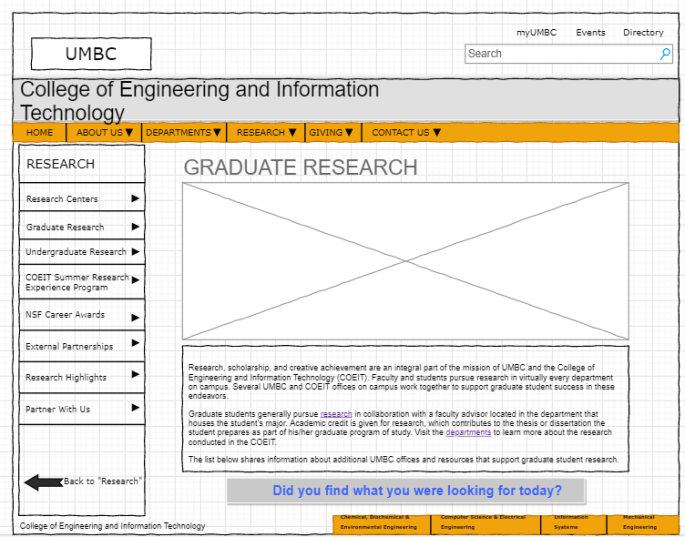 myUMBC Events Directory
UMBC
Search
College of Engineering and Information
Technology
HOME ABOUT US ▼ DEPARTMENTS ▼ RESEARCH ▼ GIVING ▼ CONTACT US ▼
RESEARCH
Research Centers
Graduate Research
Undergraduate Research
COEIT Summer Research
Experience Program
NSF Career Awards
External Partnerships
Research Highlights
Partner With Us
Back to "Research"
GRADUATE RESEARCH
Research, scholarship, and creative achievement are an integral part of the mission of UMBC and the College of
Engineering and Information Technology (COEIT). Faculty and students pursue research in virtually every department
on campus. Several UMBC and COEIT offices on campus work together to support graduate student success in these
endeavors.
Graduate students generally pursue research in collaboration with a faculty advisor located in the department that
houses the student's major. Academic credit is given for research, which contributes to the thesis or dissertation the
student prepares as part of his/her graduate program of study. Visit the departments to learn more about the research
conducted in the COEIT.
The list below shares information about additional UMBC offices and resources that support graduate student research.
Did you find what you were looking for today?
College of Engineering and Information Technology
Chemical, Biochemical &
Environmental Engineering
Computer Science & Electrical
Engineering
Information
Systems
Mechanical
Engineering